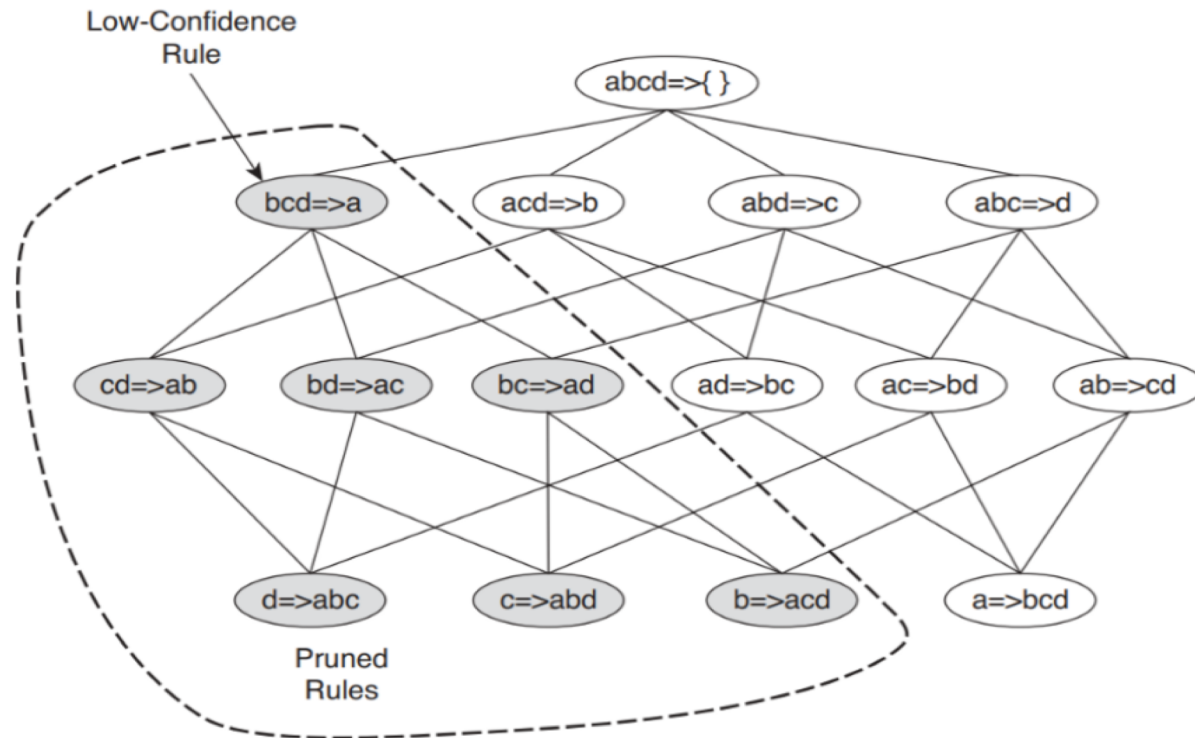 Low-Confidence
Rule
abcd=>{ }
bcd=>a
acd=>b
abd=>c
abc=>d
cd=>ab
bd=>ac
bc=>ad
ad=>bc
ac=>bd
ab=>cd
d=>abc
c=>abd
b=>acd
a=>bcd
Pruned
Rules